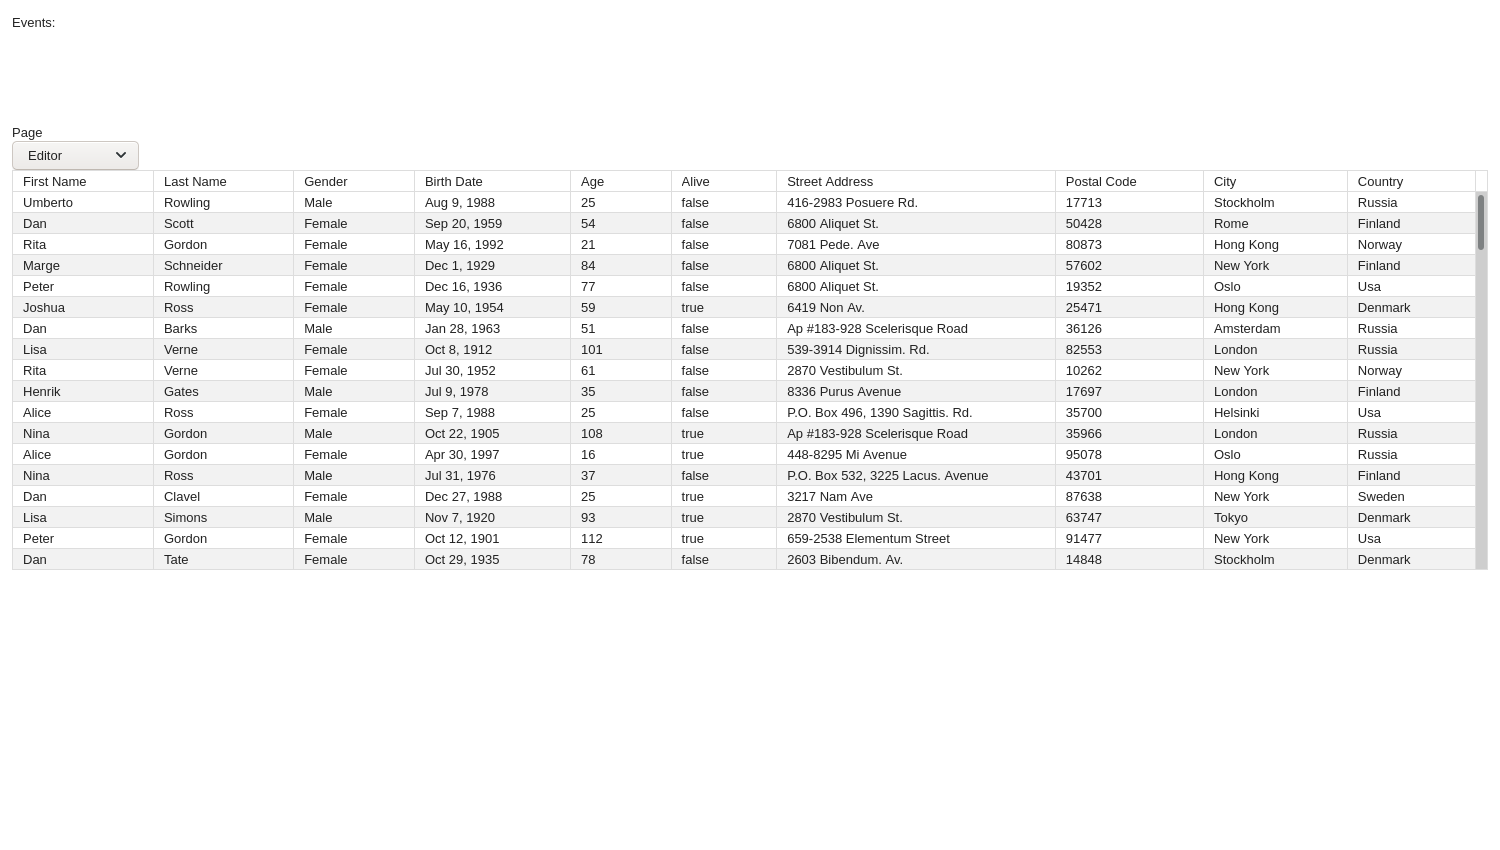 Events:
Page
Editor
First Name Last Name Gender Birth Date Age Alive Street Address Postal Code City Country
Umberto Rowling Male Aug 9, 1988 25 false 416-2983 Posuere Rd. 17713 Stockholm Russia
Dan Scott Female Sep 20, 1959 54 false 6800 Aliquet St. 50428 Rome Finland
Rita Gordon Female May 16, 1992 21 false 7081 Pede. Ave 80873 Hong Kong Norway
Marge Schneider Female Dec 1, 1929 84 false 6800 Aliquet St. 57602 New York Finland
Peter Rowling Female Dec 16, 1936 77 false 6800 Aliquet St. 19352 Oslo Usa
Joshua Ross Female May 10, 1954 59 true 6419 Non Av. 25471 Hong Kong Denmark
Dan Barks Male Jan 28, 1963 51 false Ap #183-928 Scelerisque Road 36126 Amsterdam Russia
Lisa Verne Female Oct 8, 1912 101 false 539-3914 Dignissim. Rd. 82553 London Russia
Rita Verne Female Jul 30, 1952 61 false 2870 Vestibulum St. 10262 New York Norway
Henrik Gates Male Jul 9, 1978 35 false 8336 Purus Avenue 17697 London Finland
Alice Ross Female Sep 7, 1988 25 false P.O. Box 496, 1390 Sagittis. Rd. 35700 Helsinki Usa
Nina Gordon Male Oct 22, 1905 108 true Ap #183-928 Scelerisque Road 35966 London Russia
Alice Gordon Female Apr 30, 1997 16 true 448-8295 Mi Avenue 95078 Oslo Russia
Nina Ross Male Jul 31, 1976 37 false P.O. Box 532, 3225 Lacus. Avenue 43701 Hong Kong Finland
Dan Clavel Female Dec 27, 1988 25 true 3217 Nam Ave 87638 New York Sweden
Lisa Simons Male Nov 7, 1920 93 true 2870 Vestibulum St. 63747 Tokyo Denmark
Peter Gordon Female Oct 12, 1901 112 true 659-2538 Elementum Street 91477 New York Usa
Dan Tate Female Oct 29, 1935 78 false 2603 Bibendum. Av. 14848 Stockholm Denmark